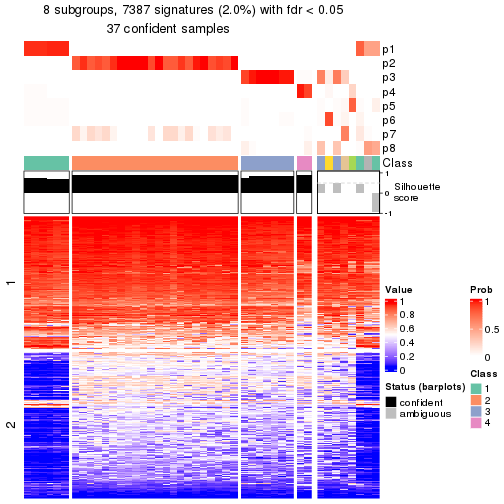 8 subgroups, 7387 signatures (2.0%) with fdr < 0.05
37 confident samples
p1
p2
p3
p4
p5
p6
p7
p8
Class
1
0
-1
Silhouette
score
1
2
Value
1
0.8
0.6
0.4
0.2
0
Status (barplots)
confident
ambiguous
Prob
1
0.5
0
Class
1
2
3
4